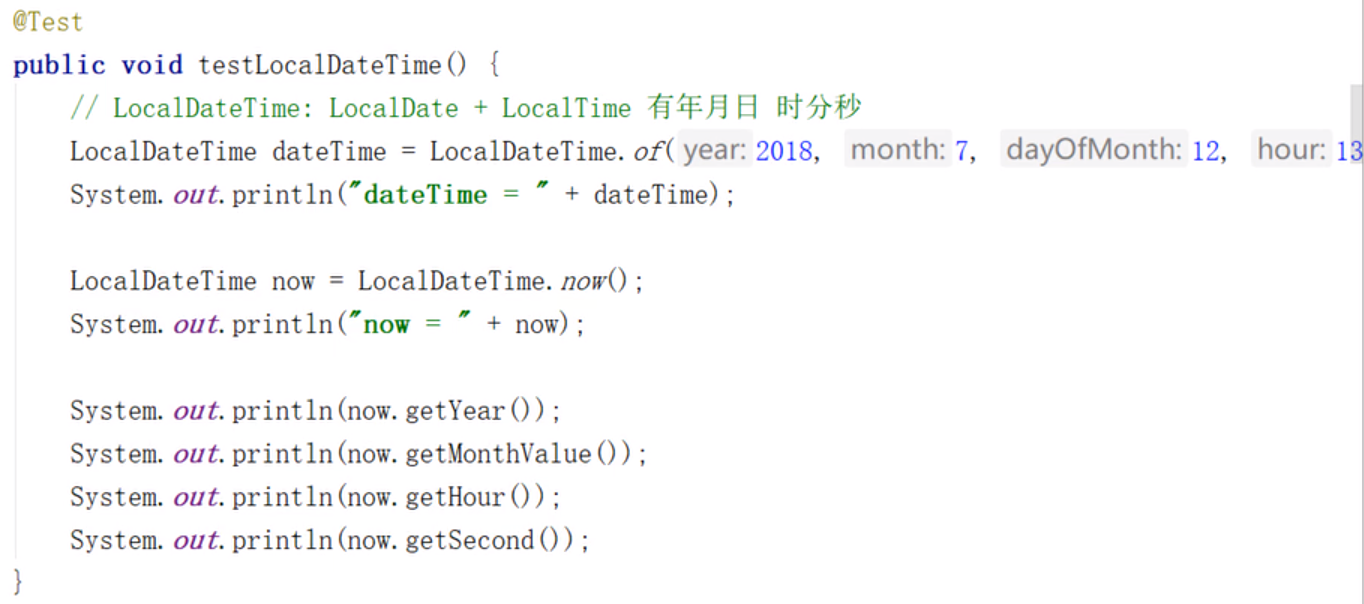 @Test
public void testLocalDateTime() {
// LocalDateTime: LocalDate + LocalTime 有年月日 时分秒
LocalDateTime dateTime = LocalDateTime.of( year: 2018, month: 7, dayOfMonth: 12, hour: 13
System.out.println("dateTime = " + dateTime);
LocalDateTime now = LocalDateTime.now();
System.out.println("now = " + now);
System.out.println(now.getYear());
System.out.println(now.getMonthValue());
System.out.println(now.getHour());
System.out.println(now.getSecond());
}